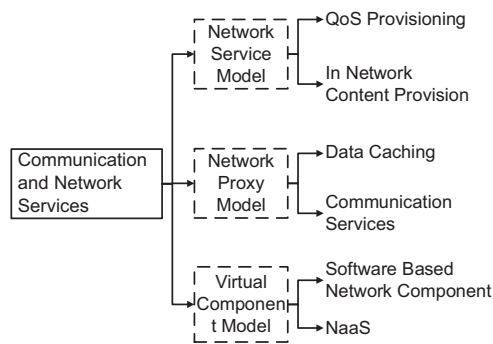 Communication
and Network
Services
Network
Service
Model
QoS Provisioning
In Network
Content Provision
Network
Proxy
Model
Data Caching
Communication
Services
Virtual
Componen
t Model
Software Based
Network Component
NaaS